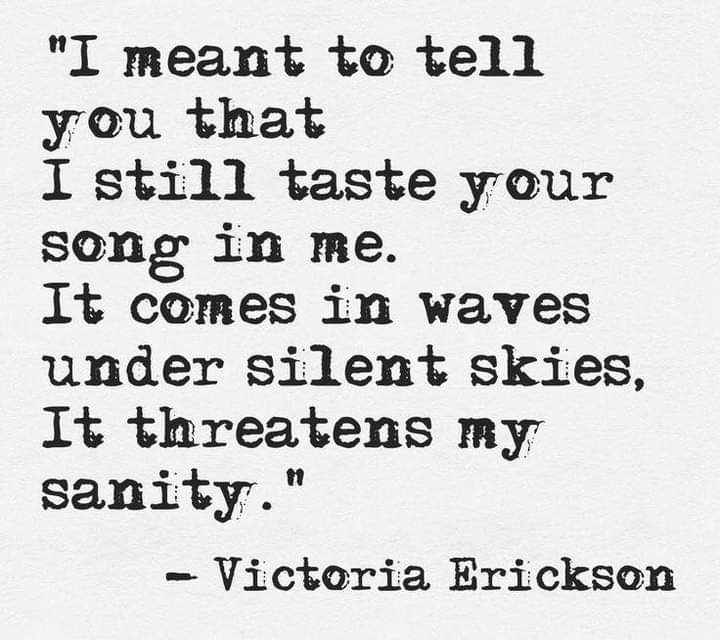 "I meant to tell
you that
I still taste your
song in me.
It comes in waves
under silent skies,
It threatens my
sanity."
- Victoria Erickson